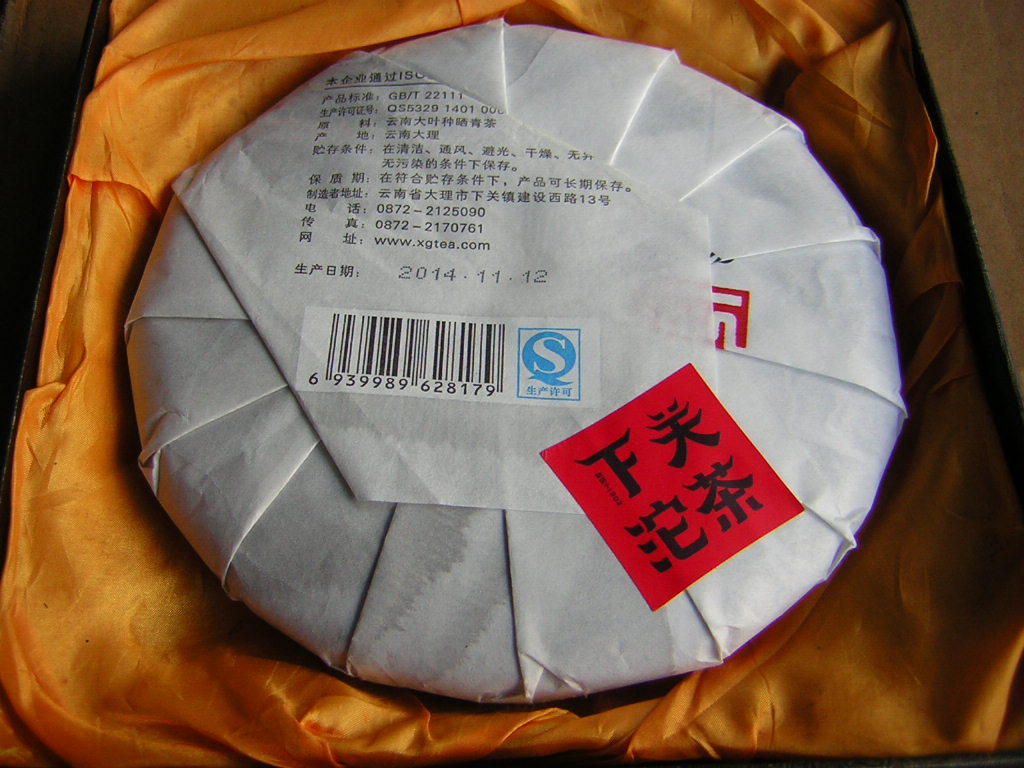 本企业通过ISO
产品标准：GB/T 22111
生产许可证号：QS5329 1401 00
原　料：云南大叶种晒青茶
产　地：云南大理
贮存条件：在清洁、通风、避光、干燥、无异
无污染的条件下保存。
保 质 期：在符合贮存条件下，产品可长期保存。
制造者地址：云南省大理市下关镇建设西路13号
电　话：0872-2125090
传　真：0872-2170761
网　址：www.xgtea.com
生产日期：2014.11.12
6 939989 628179
生产许可
下关
沱茶